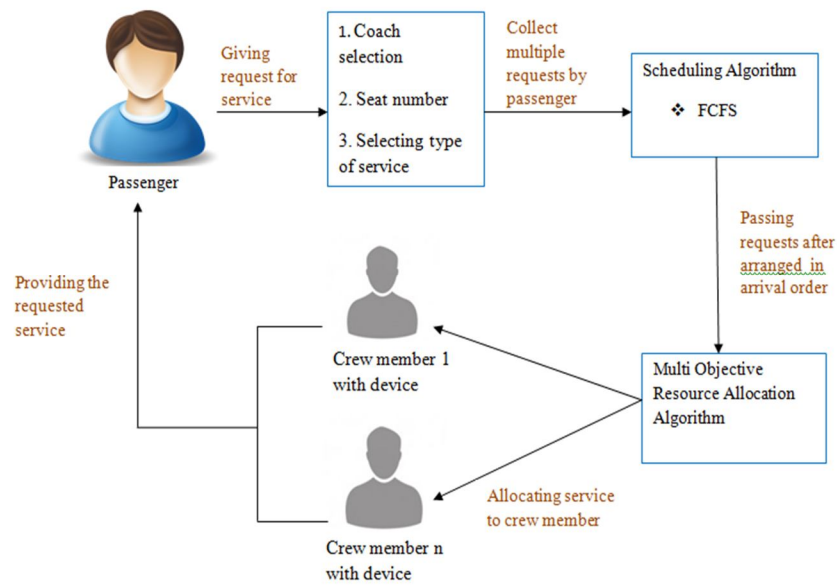 Giving
request for
service
1. Coach
selection
2. Seat number
3. Selecting type
of service
Collect
multiple
requests by
passenger
Scheduling Algorithm
❖ FCFS
Passenger
Passing
requests after
arranged in
arrival order
Providing the
requested
service
Crew member 1
with device
Multi Objective
Resource Allocation
Algorithm
Allocating service
to crew member
Crew member n
with device